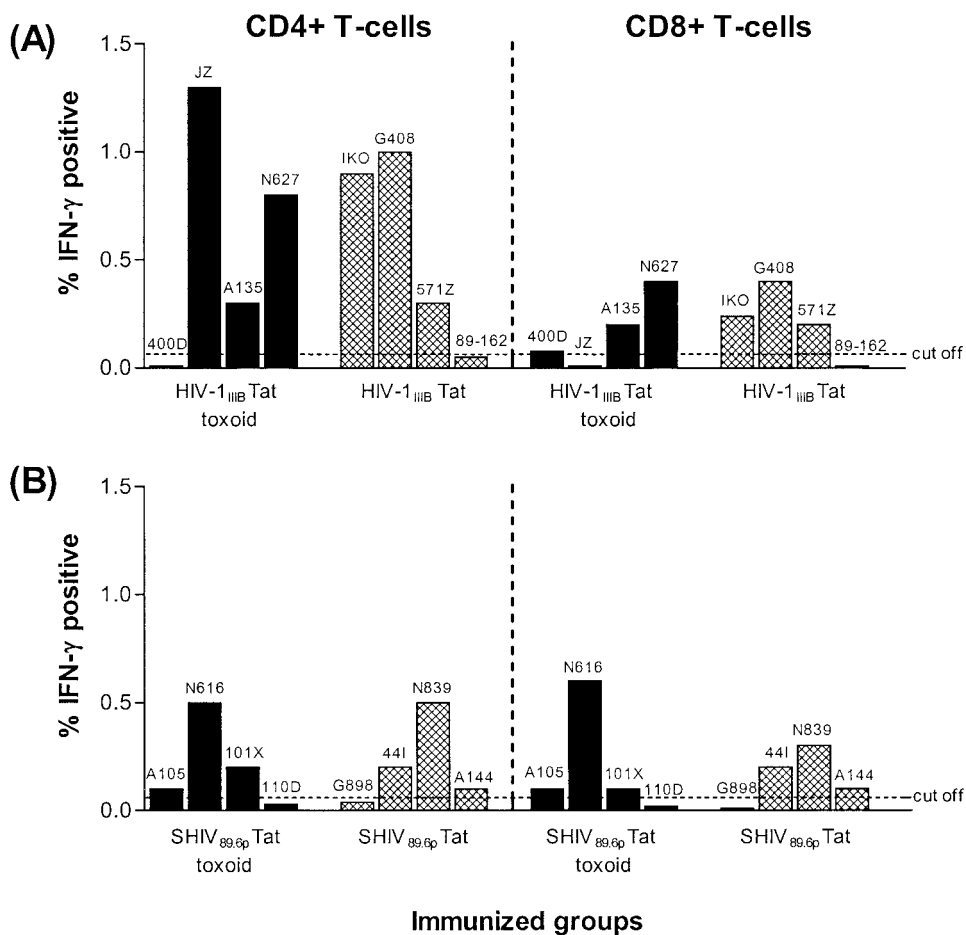 (A)
CD4+ T-cells
CD8+ T-cells
% IFN-γ positive
1.5
1.0
0.5
0.0
400D
JZ
A135
N627
IKO
G408
571Z
89-162
400D
JZ
A135
N627
IKO
G408
571Z
89-162
cut off
HIV-1IIIB Tat
toxoid
HIV-1IIIB Tat
HIV-1IIIB Tat
toxoid
HIV-1IIIB Tat
(B)
% IFN-γ positive
1.5
1.0
0.5
0.0
A105
N616
101X
110D
G898
44I
N839
A144
A105
N616
101X
110D
G898
44I
N839
A144
cut off
SHIV89.6p Tat
toxoid
SHIV89.6p Tat
SHIV89.6p Tat
toxoid
SHIV89.6p Tat
Immunized groups